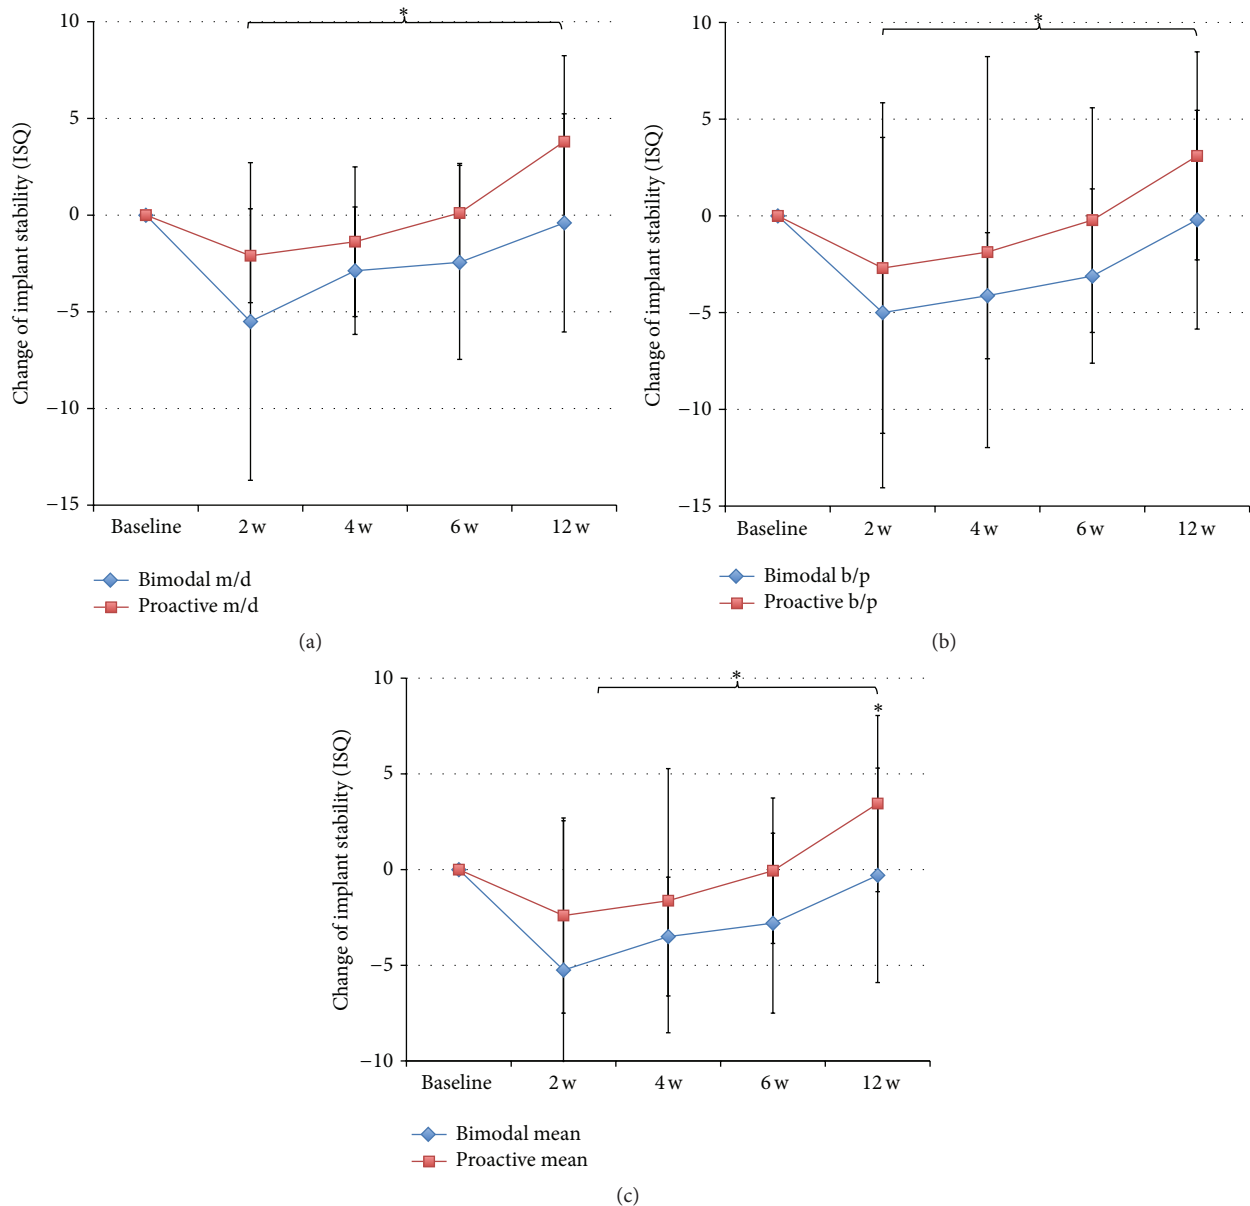 *
10
5
0
−5
−10
−15
Change of implant stability (ISQ)
Baseline
2 w
4 w
6 w
12 w
Bimodal m/d
Proactive m/d
(a)
*
10
5
0
−5
−10
−15
Change of implant stability (ISQ)
Baseline
2 w
4 w
6 w
12 w
Bimodal b/p
Proactive b/p
(b)
*
*
10
5
0
−5
−10
Change of implant stability (ISQ)
Baseline
2 w
4 w
6 w
12 w
Bimodal mean
Proactive mean
(c)